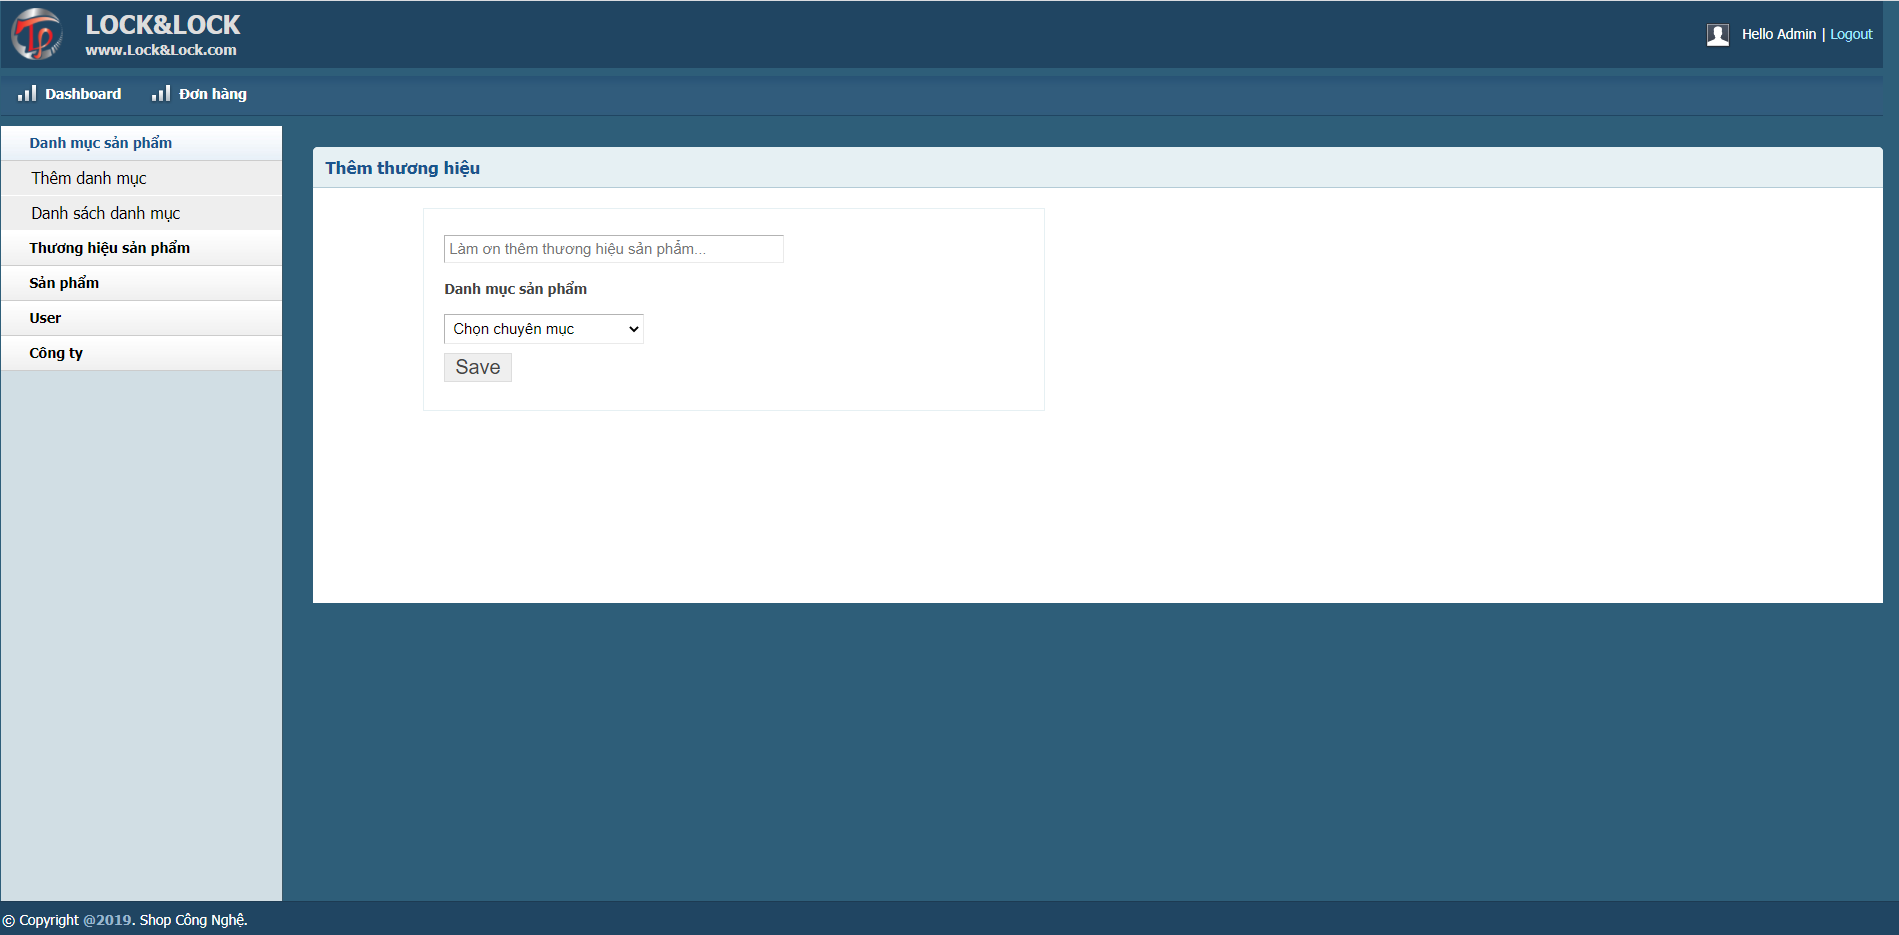 LOCK&LOCK
www.Lock&Lock.com
Hello Admin | Logout
Dashboard
Đơn hàng
Danh mục sản phẩm
Thêm danh mục
Danh sách danh mục
Thương hiệu sản phẩm
Sản phẩm
User
Công ty
Thêm thương hiệu
Làm ơn thêm thương hiệu sản phẩm...
Danh mục sản phẩm
Chọn chuyên mục
Save
© Copyright @2019. Shop Công Nghệ.